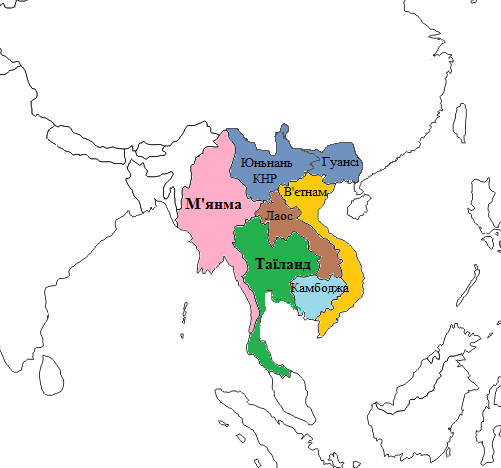 Юньнань
КНР
Гуансі
В'єтнам
М'янма
Лаос
Таїланд
Камбоджа